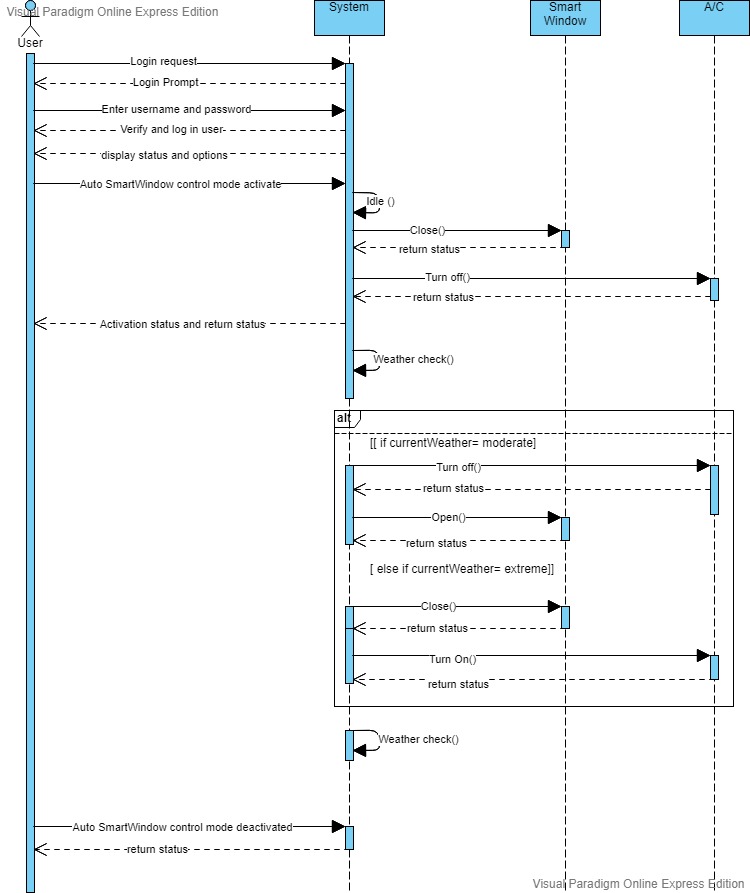 Visual Paradigm Online Express Edition
User
System
Smart
Window
A/C
Login request
Login Prompt
Enter username and password
Verify and log in user
display status and options
Auto SmartWindow control mode activate
Idle ()
Close()
return status
Turn off()
return status
Activation status and return status
Weather check()
alt
[[ if currentWeather= moderate]
Turn off()
return status
Open()
return status
[ else if currentWeather= extreme]]
Close()
return status
Turn On()
return status
Weather check()
Auto SmartWindow control mode deactivated
return status
Visual Paradigm Online Express Edition